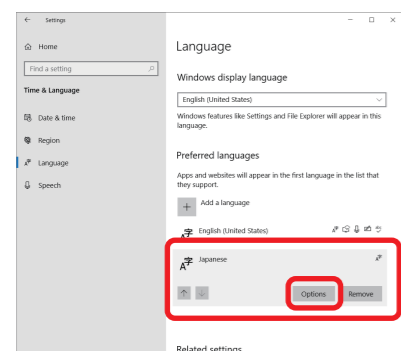 Settings
Home
Find a setting
Time & Language
Date & time
Region
Language
Speech
Language
Windows display language
English (United States)
Windows features like Settings and File Explorer will appear in this
language.
Preferred languages
Apps and websites will appear in the first language in the list that
they support.
Add a language
English (United States)
Japanese
Options Remove
Related settings